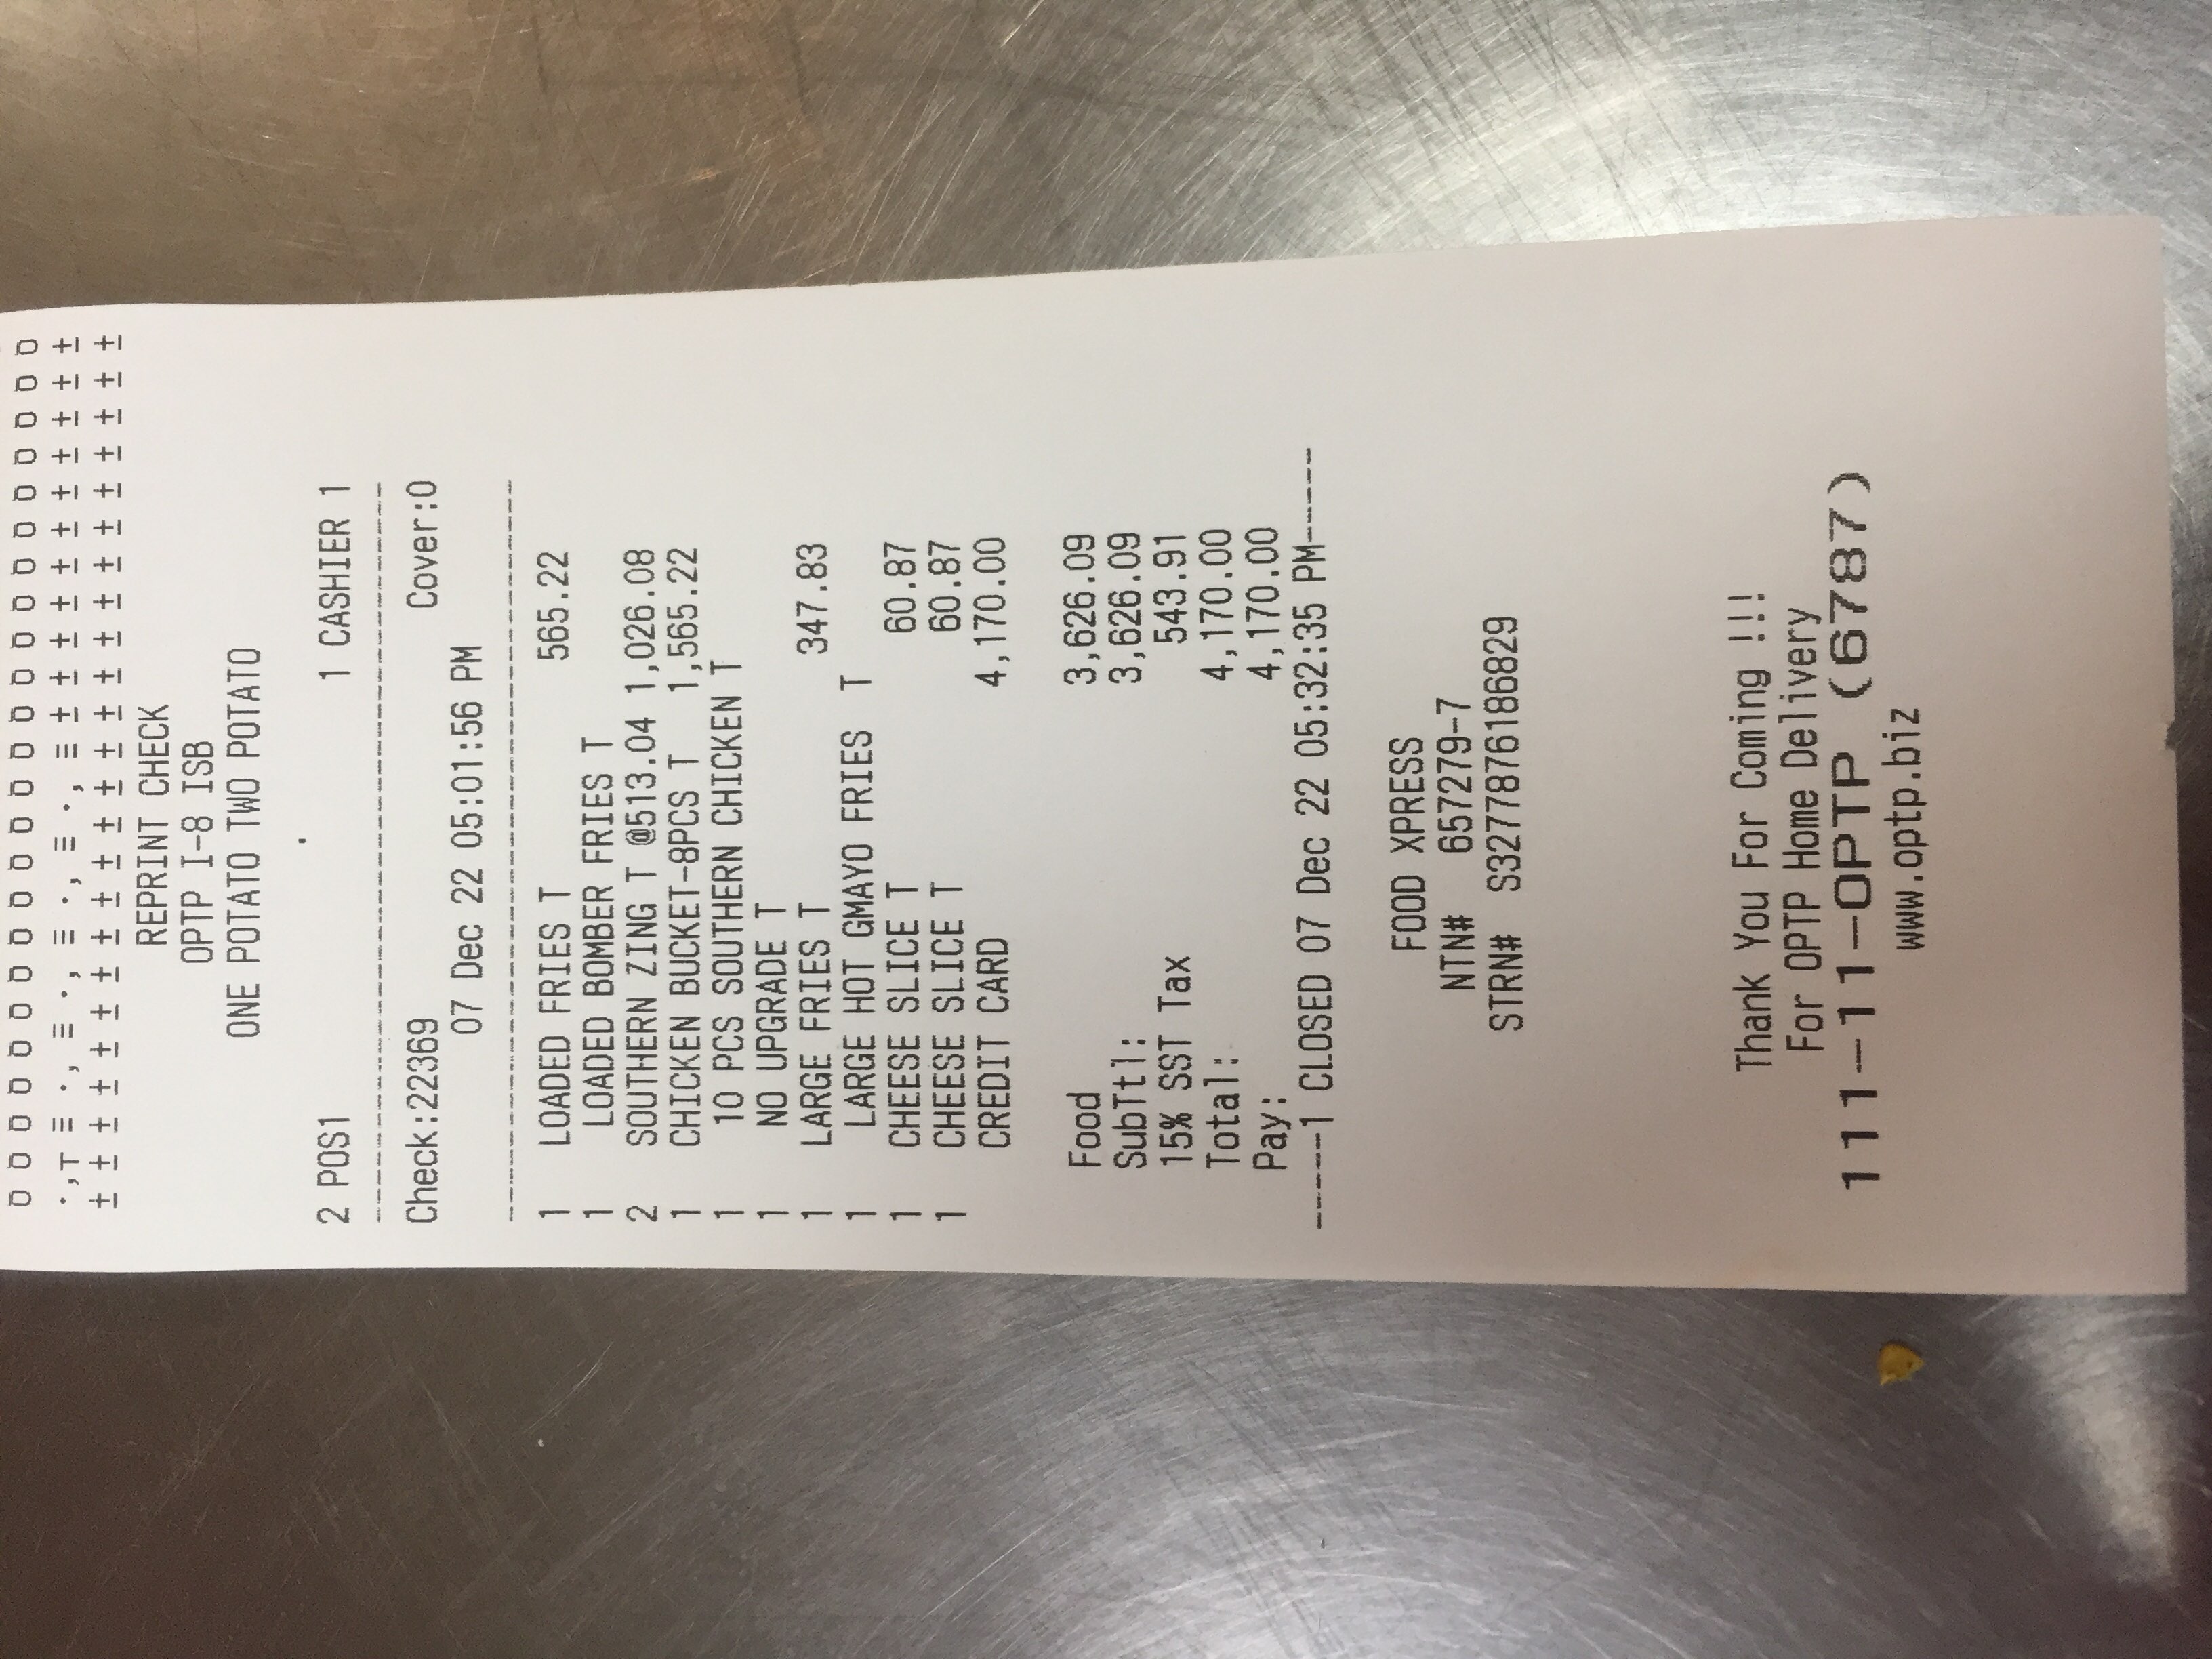 0 0 0 0 0 0 0 0 0 0 0 0 0 0 0 0 0 0 0 0 0 0 0 0
·,T ≡ ·, ≡ ·, ≡ ·, ≡ ·, ≡ ± ± ± ± ± ± ± ± ± ± ±
± ± ± ± ± ± ± ± ± ± ± ± ± ± ± ± ± ± ± ± ± ± ± ±
REPRINT CHECK
OPTP I-8 ISB
ONE POTATO TWO POTATO
.
2 POS1 1 CASHIER 1
Check:22369 Cover:0
07 Dec 22 05:01:56 PM
1 LOADED FRIES T 565.22
1 LOADED BOMBER FRIES T
2 SOUTHERN ZING T @513.04 1,026.08
1 CHICKEN BUCKET-8PCS T 1,565.22
1 10 PCS SOUTHERN CHICKEN T
1 NO UPGRADE T
1 LARGE FRIES T 347.83
1 LARGE HOT GMAYO FRIES T
1 CHEESE SLICE T 60.87
1 CHEESE SLICE T 60.87
CREDIT CARD 4,170.00
Food 3,626.09
SubTtl: 3,626.09
15% SST Tax 543.91
Total: 4,170.00
Pay: 4,170.00
-----1 CLOSED 07 Dec 22 05:32:35 PM-----
FOOD XPRESS
NTN# 657279-7
STRN# S3277876186829
Thank You For Coming !!!
For OPTP Home Delivery
111-11-OPTP (6787)
www.optp.biz